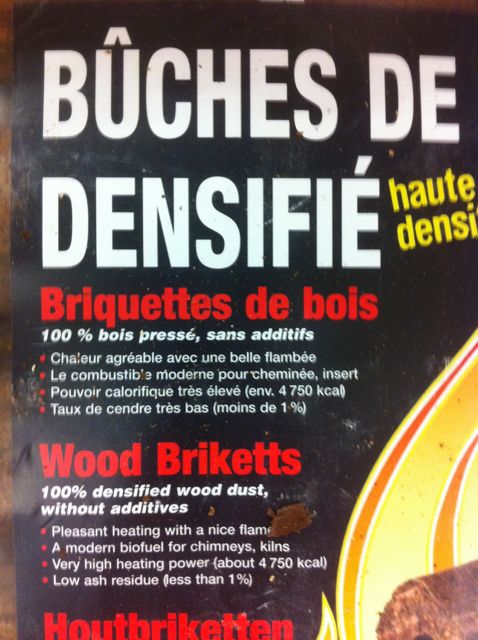 BÛCHES DE
DENSIFIÉ
haute
Briquettes de bois
100 % bois pressé, sans additifs
• Chaleur agréable avec une belle flambée
• Le combustible moderne pour cheminée, insert
• Pouvoir calorifique très élevé (env. 4 750 kcal)
• Taux de cendre très bas (moins de 1 %)
Wood Briketts
100% densified wood dust,
without additives
• Pleasant heating with a nice flame
• A modern biofuel for chimneys, kilns
• Very high heating power (about 4 750 kcal)
• Low ash residue (less than 1%)
Houtbriketten